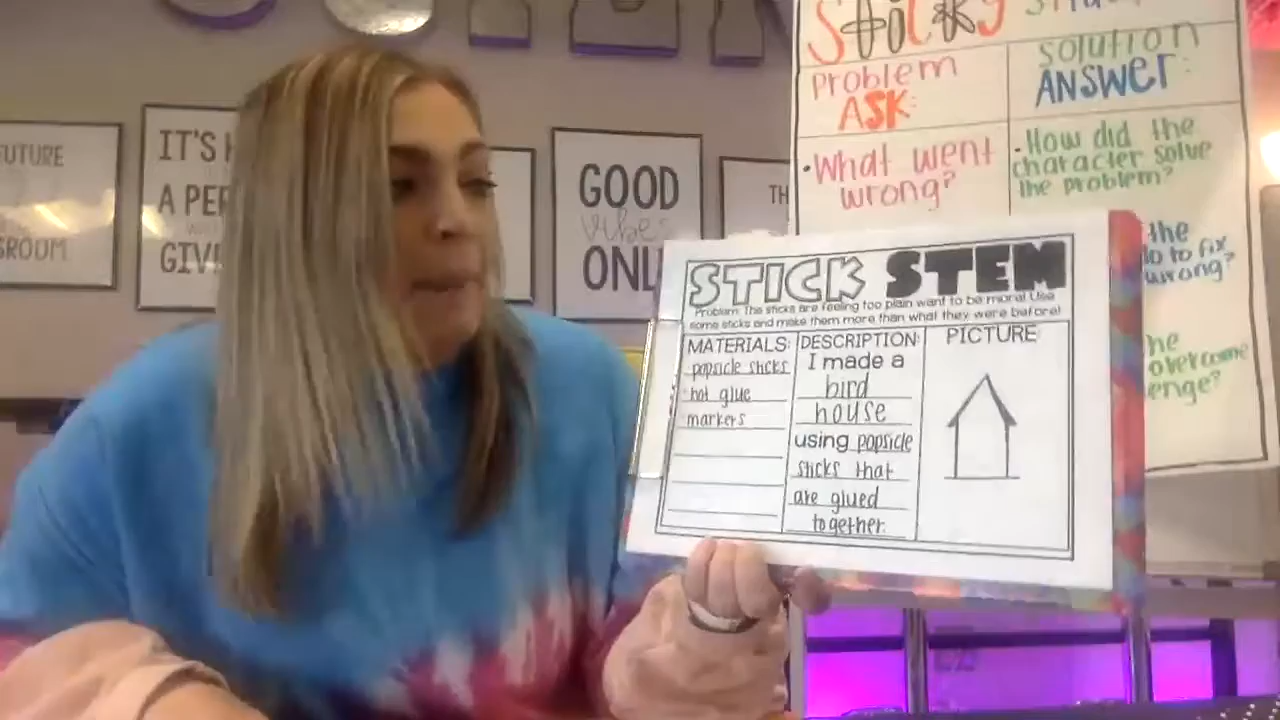 FUTURE
SROOM
IT'S
A PER
GIVE
GOOD
vibes
ONL
TH
Sticky
problem
ASK:
solution
ANSWER:
• What went
wrong?
• How did the
character solve
the problem?
the
to fix
wrong?
overcome
enge?
STICK STEM
Problem: The sticks are feeling too plain want to be more! Use
some sticks and make them more than what they were before!
MATERIALS:
popsicle sticks
hot glue
markers
DESCRIPTION:
I made a
bird
house
using popsicle
sticks that
are glued
together.
PICTURE: